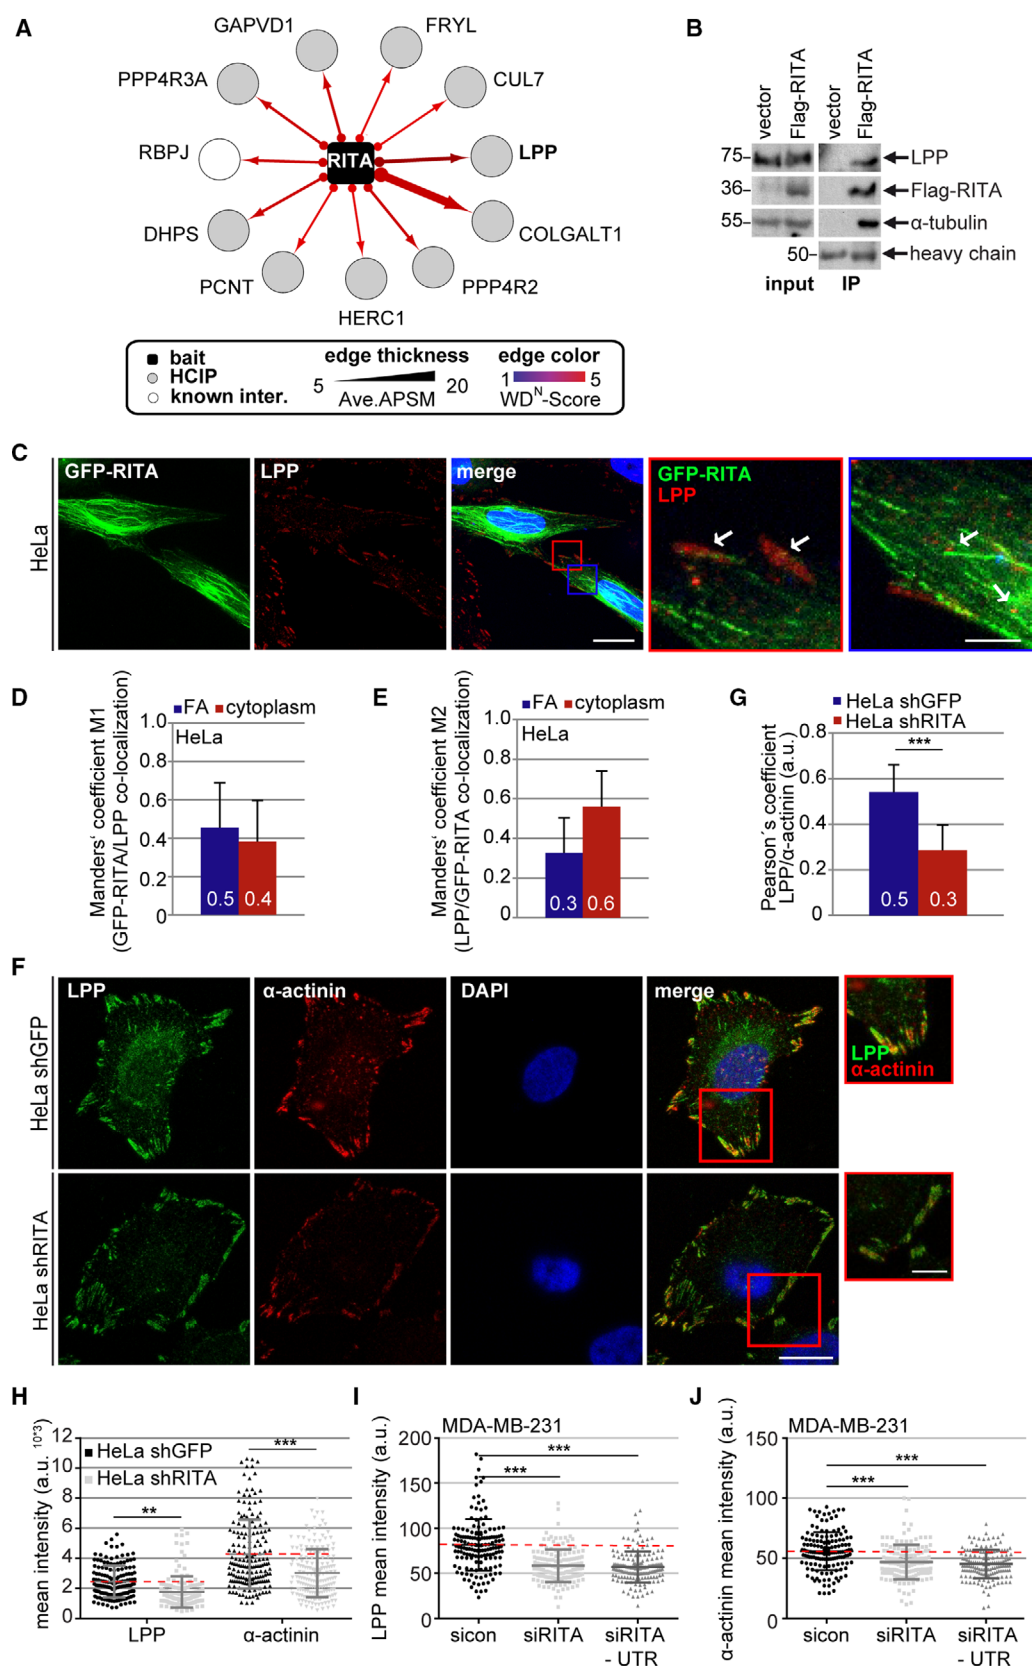 A
GAPVD1
FRYL
PPP4R3A
CUL7
RBPJ
RITA
LPP
DHPS
COLGALT1
PCNT
PPP4R2
HERC1
bait
HCIP
known inter.
edge thickness
5 20
Ave.APSM
edge color
1 5
WDN-Score
B
vector
Flag-RITA
vector
Flag-RITA
75–
LPP
36–
Flag-RITA
55–
α-tubulin
50–
heavy chain
input
IP
C
HeLa
GFP-RITA
LPP
merge
GFP-RITA
LPP
D
FA cytoplasm
HeLa
Manders' coefficient M1
(GFP-RITA/LPP co-localization)
1.0
0.8
0.6
0.4
0.2
0
0.5
0.4
E
FA cytoplasm
HeLa
Manders' coefficient M2
(LPP/GFP-RITA co-localization)
1.0
0.8
0.6
0.4
0.2
0
0.3
0.6
G
HeLa shGFP
HeLa shRITA
Pearson´s coefficient
LPP/α-actinin (a.u.)
0.8
0.6
0.4
0.2
0
***
0.5
0.3
F
HeLa shGFP
LPP
α-actinin
DAPI
merge
LPP
α-actinin
HeLa shRITA
H
mean intensity (a.u. 10*3)
12
10
8
6
4
2
0
HeLa shGFP
HeLa shRITA
**
***
LPP
α-actinin
I
MDA-MB-231
LPP mean intensity (a.u.)
200
150
100
50
0
***
***
sicon
siRITA
siRITA
- UTR
J
MDA-MB-231
α-actinin mean intensity (a.u.)
150
100
50
0
***
***
sicon
siRITA
siRITA
- UTR